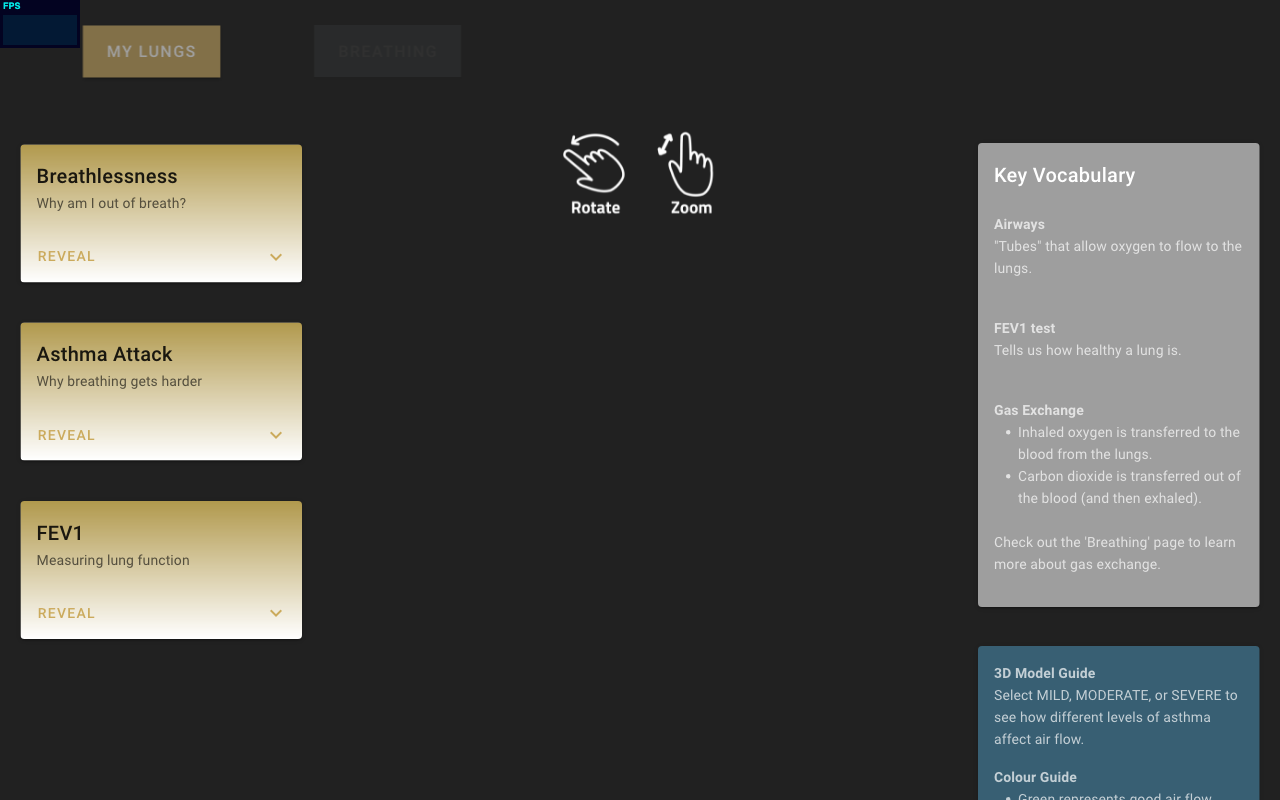 FPS
MY LUNGS
BREATHING
Rotate
Zoom
Breathlessness
Why am I out of breath?
REVEAL
Asthma Attack
Why breathing gets harder
REVEAL
FEV1
Measuring lung function
REVEAL
Key Vocabulary
Airways
"Tubes" that allow oxygen to flow to the
lungs.
FEV1 test
Tells us how healthy a lung is.
Gas Exchange
• Inhaled oxygen is transferred to the
blood from the lungs.
• Carbon dioxide is transferred out of
the blood (and then exhaled).
Check out the 'Breathing' page to learn
more about gas exchange.
3D Model Guide
Select MILD, MODERATE, or SEVERE to
see how different levels of asthma
affect air flow.
Colour Guide
• Green represents good air flow